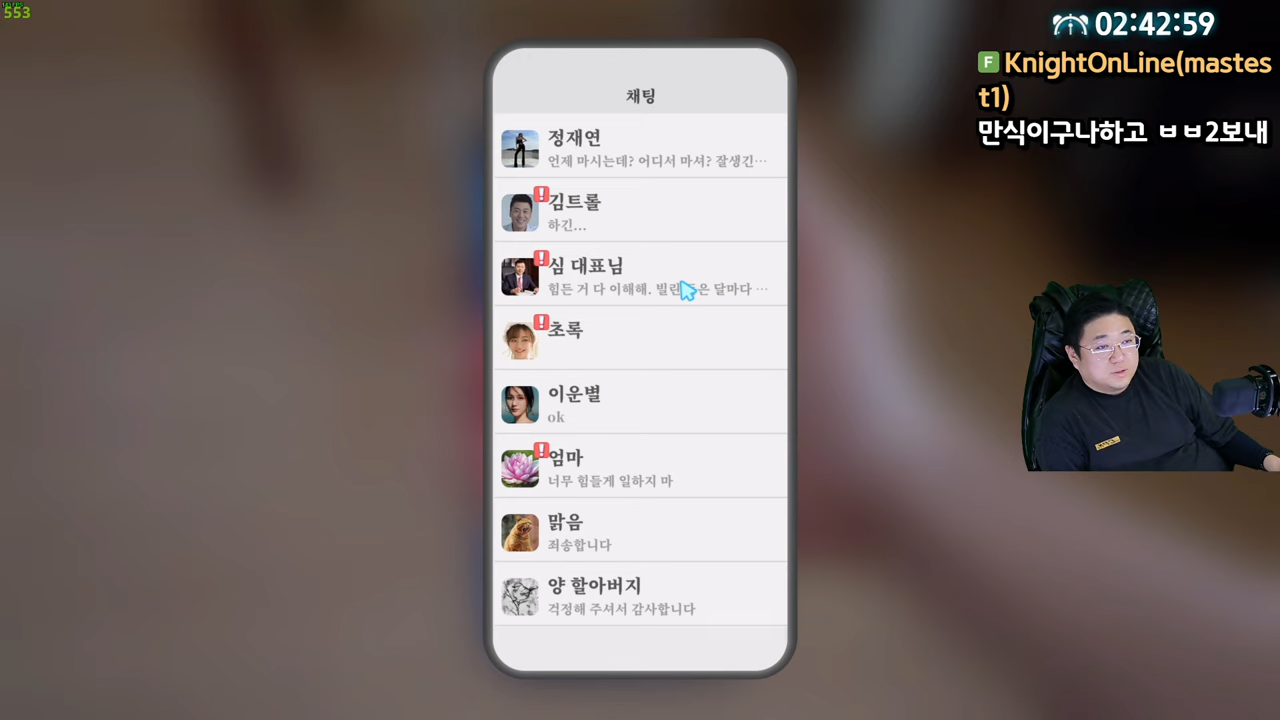 553
02:42:59
F KnightOnLine(mastes
t1)
만식이구나하고 ㅂㅂ2보내
채팅
정재연
언제 마시는데? 어디서 마셔? 잘생긴…
김트롤
하긴...
심 대표님
힘든 거 다 이해해. 빌린 은 달마다 …
초록
이운별
ok
엄마
너무 힘들게 일하지 마
맑음
죄송합니다
양 할아버지
걱정해 주셔서 감사합니다